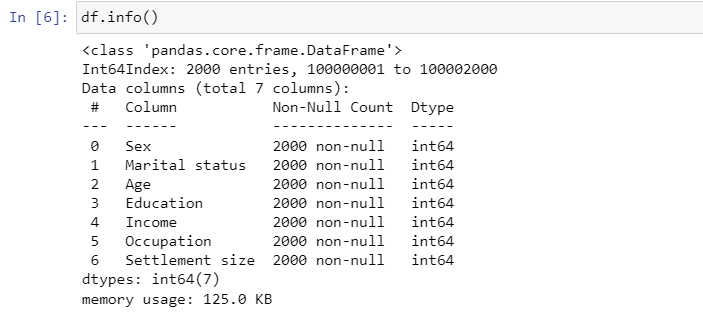 In [6]: df.info()
<class 'pandas.core.frame.DataFrame'>
Int64Index: 2000 entries, 100000001 to 100002000
Data columns (total 7 columns):
 #   Column           Non-Null Count  Dtype
---  ------           --------------  -----
 0   Sex              2000 non-null   int64
 1   Marital status   2000 non-null   int64
 2   Age              2000 non-null   int64
 3   Education        2000 non-null   int64
 4   Income           2000 non-null   int64
 5   Occupation       2000 non-null   int64
 6   Settlement size  2000 non-null   int64
dtypes: int64(7)
memory usage: 125.0 KB